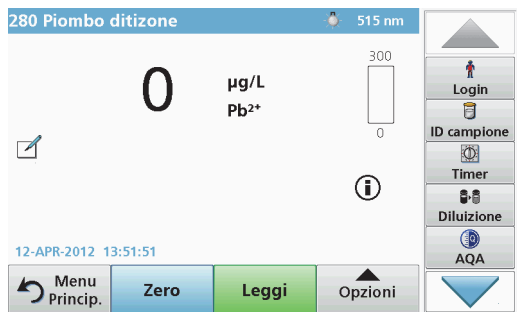 280 Piombo ditizone 515 nm
0 µg/L
Pb²⁺
300
0
i
12-APR-2012 13:51:51
Menu
Princip.
Zero
Leggi
Opzioni
Login
ID campione
Timer
Diluizione
Q
AQA